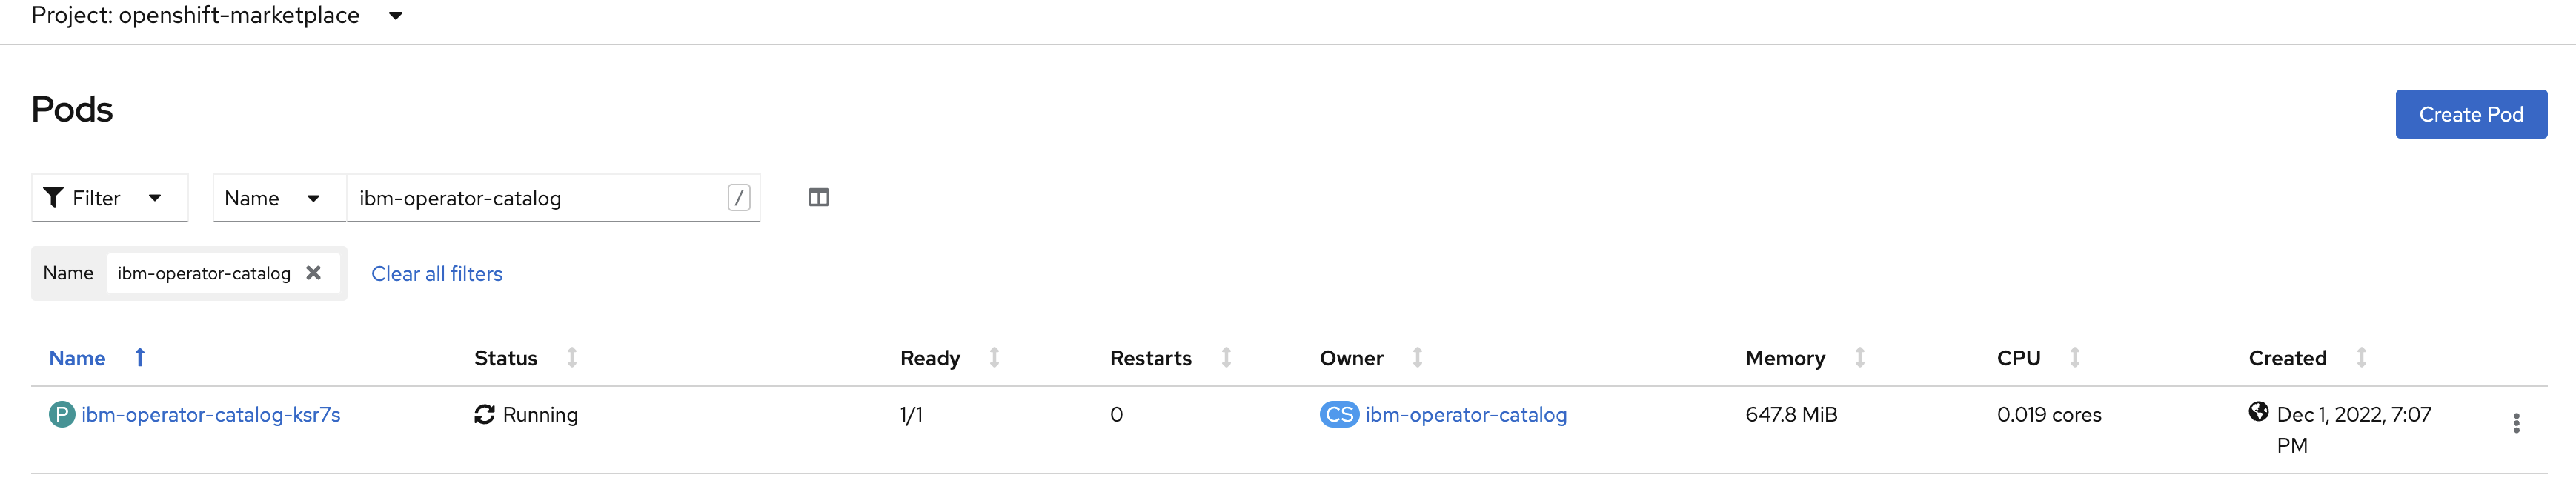 Project: openshift-marketplace
Pods
Create Pod
Filter Name ibm-operator-catalog /
Name ibm-operator-catalog Clear all filters
Name Status Ready Restarts Owner Memory CPU Created
P ibm-operator-catalog-ksr7s Running 1/1 0 CS ibm-operator-catalog 647.8 MiB 0.019 cores Dec 1, 2022, 7:07
PM